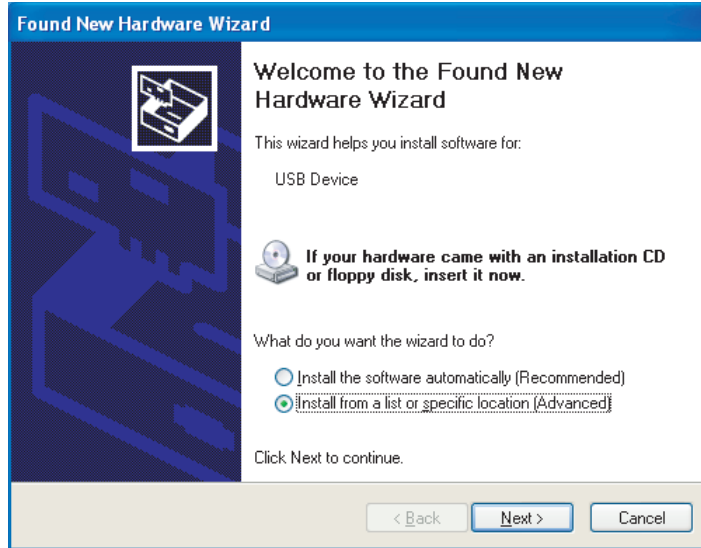 Found New Hardware Wizard
Welcome to the Found New
Hardware Wizard
This wizard helps you install software for:
USB Device
If your hardware came with an installation CD
or floppy disk, insert it now.
What do you want the wizard to do?
Install the software automatically (Recommended)
Install from a list or specific location (Advanced)
Click Next to continue.
< Back
Next >
Cancel